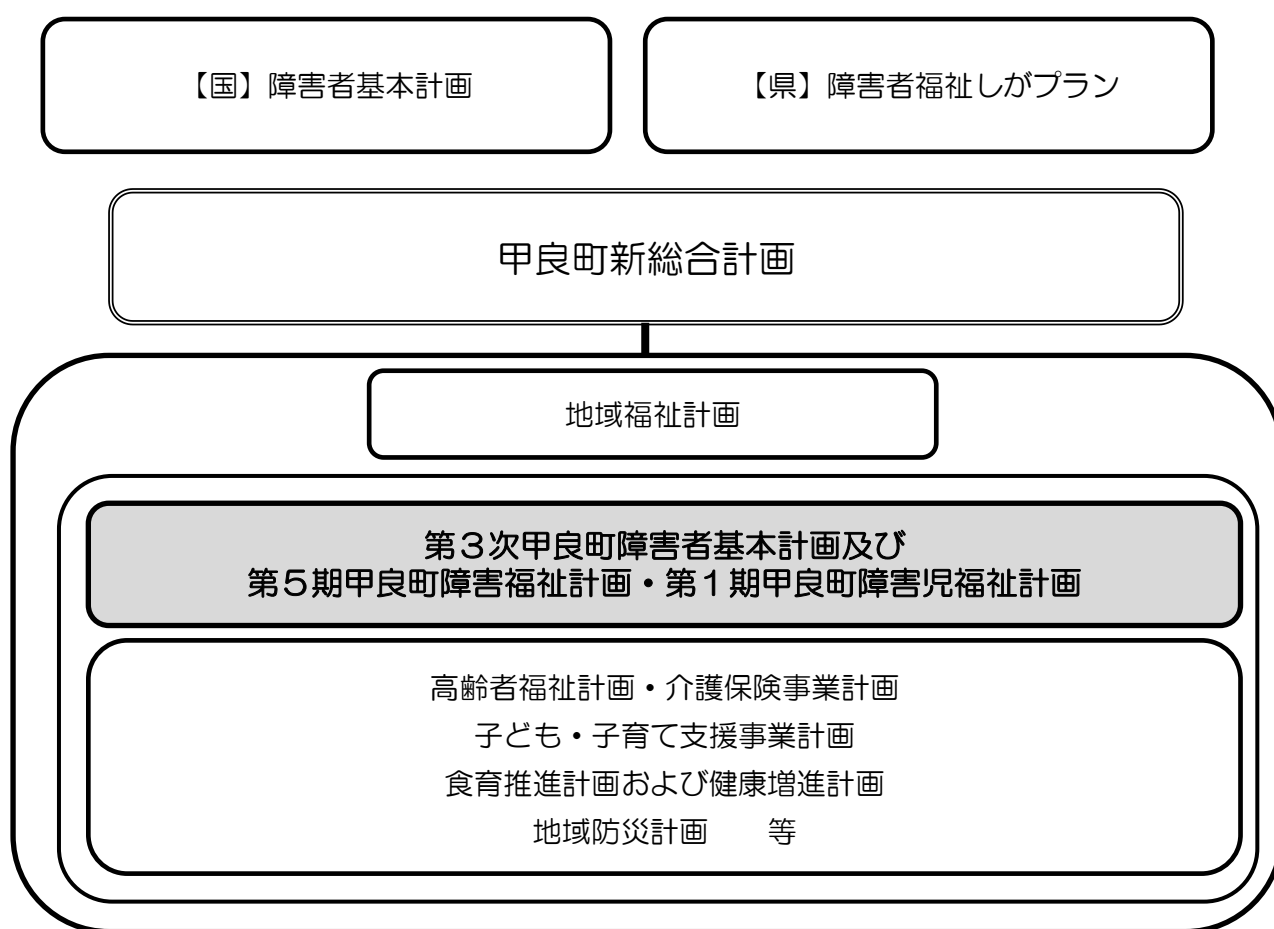 【国】障害者基本計画
【県】障害者福祉しがプラン
甲良町新総合計画
地域福祉計画
第３次甲良町障害者基本計画及び
第５期甲良町障害福祉計画・第１期甲良町障害児福祉計画
高齢者福祉計画・介護保険事業計画
子ども・子育て支援事業計画
食育推進計画および健康増進計画
地域防災計画　　等